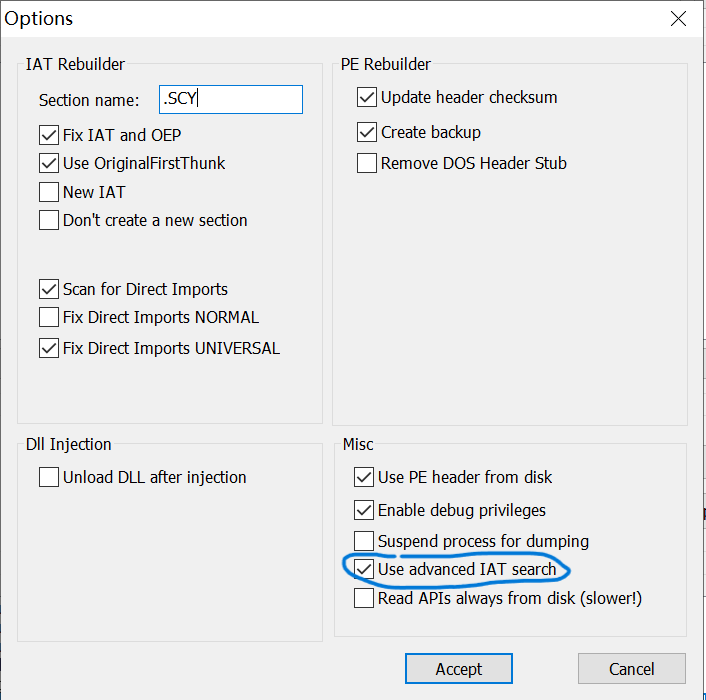 Options
IAT Rebuilder
Section name: .SCY
Fix IAT and OEP
Use OriginalFirstThunk
New IAT
Don't create a new section
Scan for Direct Imports
Fix Direct Imports NORMAL
Fix Direct Imports UNIVERSAL
PE Rebuilder
Update header checksum
Create backup
Remove DOS Header Stub
Dll Injection
Unload DLL after injection
Misc
Use PE header from disk
Enable debug privileges
Suspend process for dumping
Use advanced IAT search
Read APIs always from disk (slower!)
Accept
Cancel